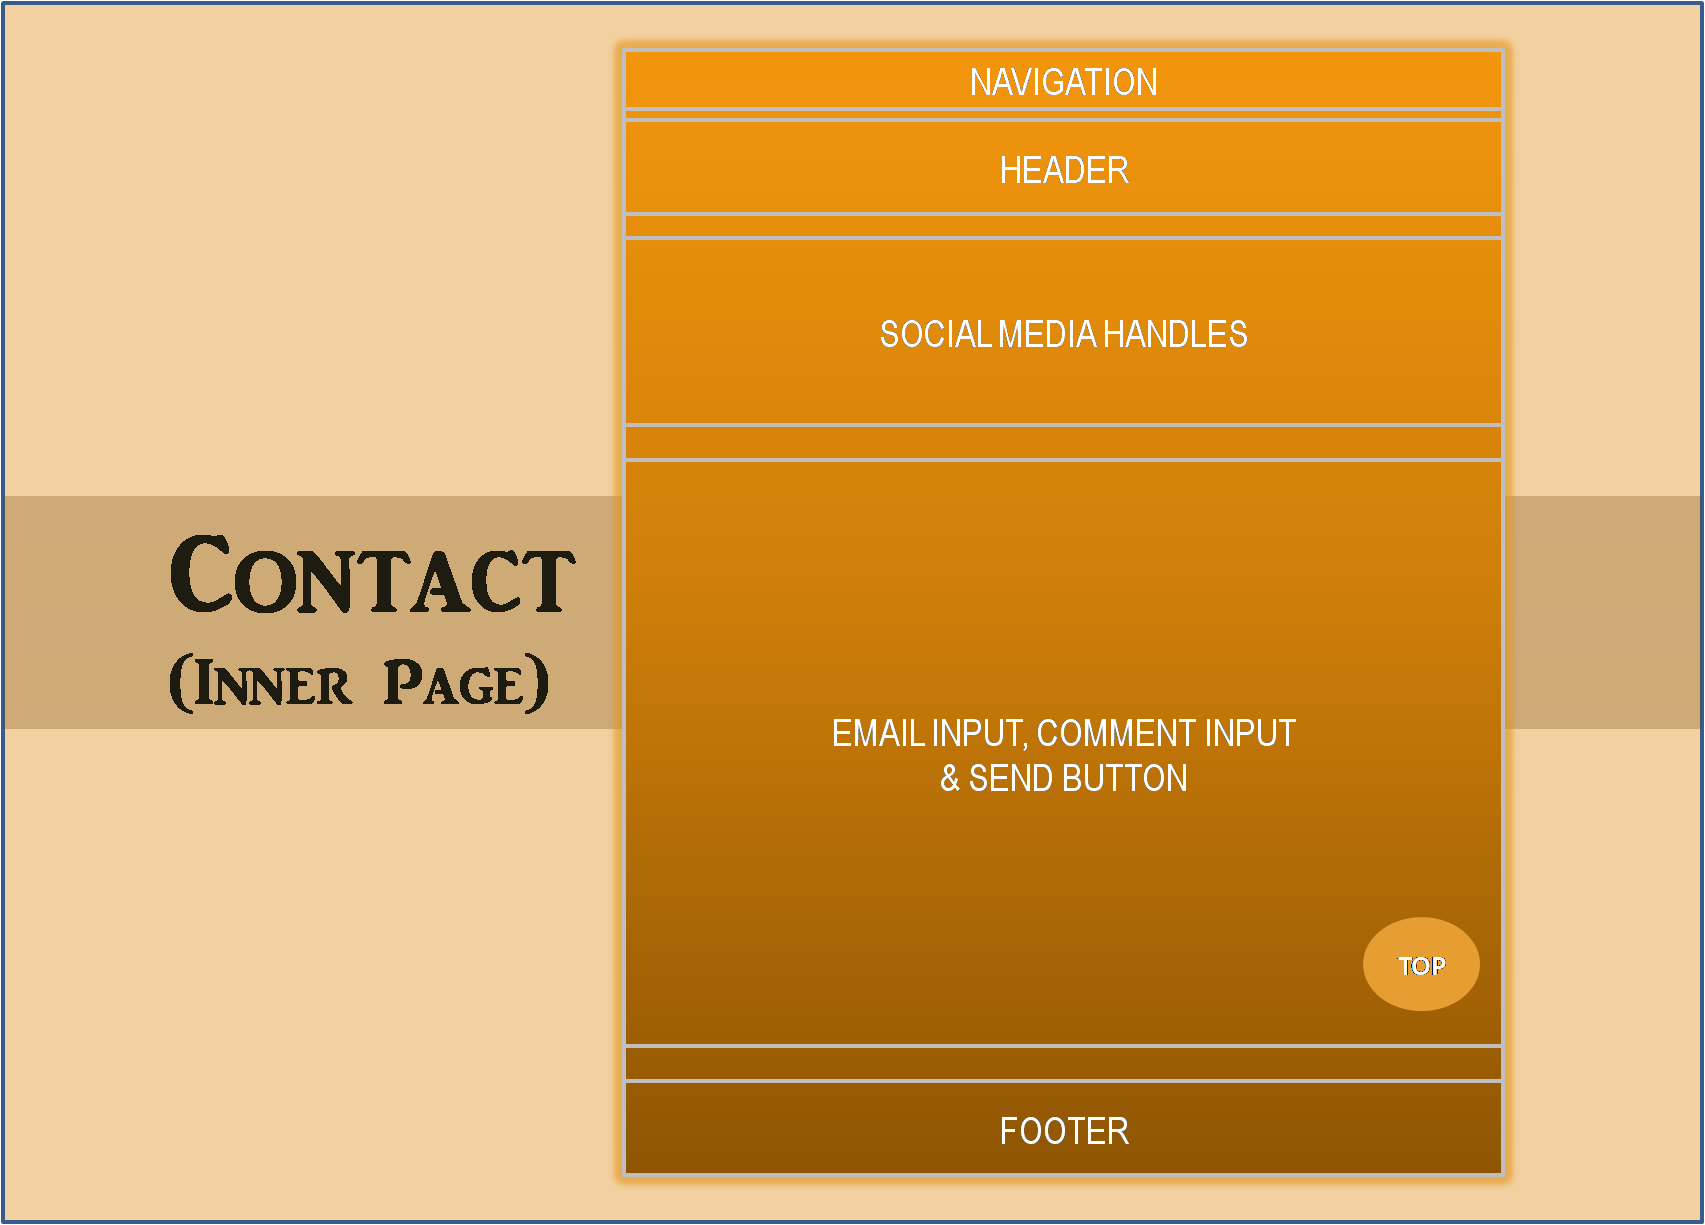 NAVIGATION
HEADER
SOCIAL MEDIA HANDLES
CONTACT
(INNER PAGE)
EMAIL INPUT, COMMENT INPUT
& SEND BUTTON
TOP
FOOTER